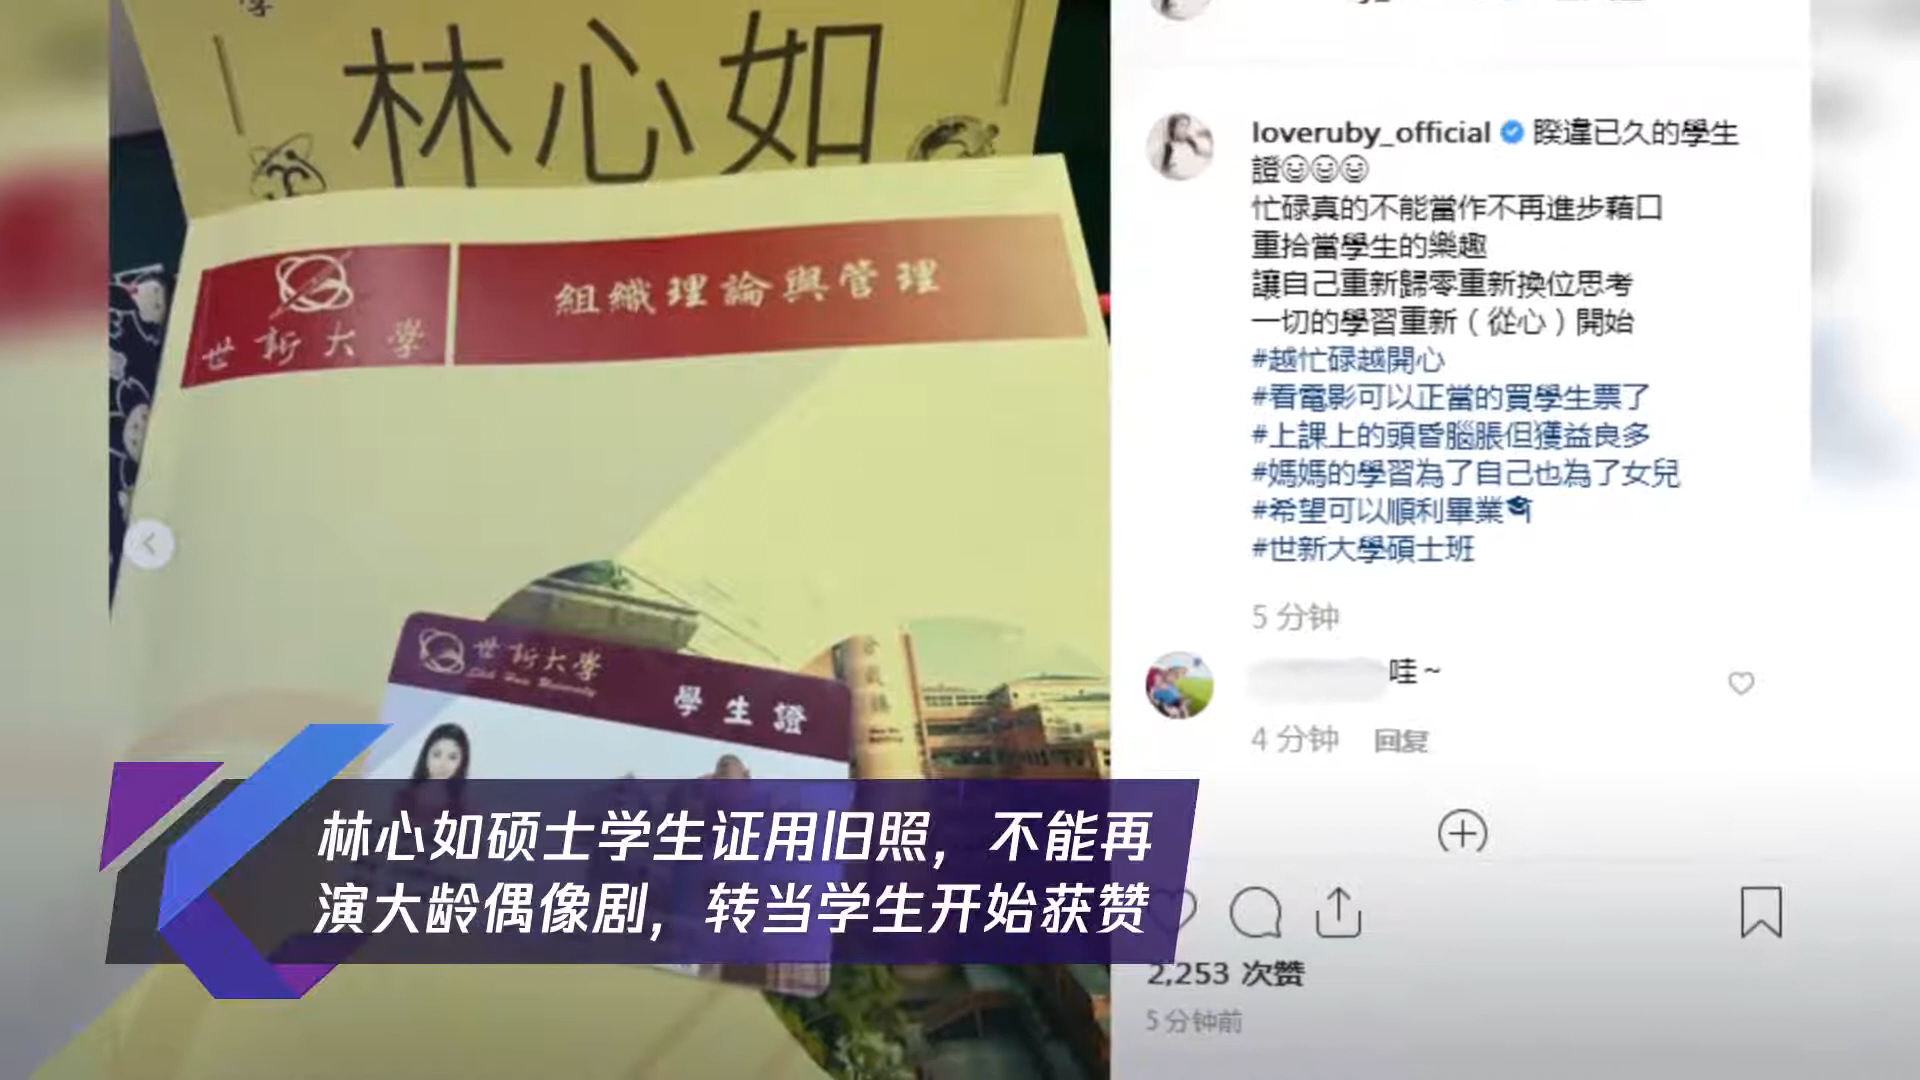 林心如
世新大學
組織理論與管理
世新大學
Shih Hsin University
學生證
林心如硕士学生证用旧照，不能再
演大龄偶像剧，转当学生开始获赞
loveruby_official 睽違已久的學生
證😃😃😃
忙碌真的不能當作不再進步藉口
重拾當學生的樂趣
讓自己重新歸零重新換位思考
一切的學習重新（從心）開始
#越忙碌越開心
#看電影可以正當的買學生票了
#上課上的頭昏腦脹但獲益良多
#媽媽的學習為了自己也為了女兒
#希望可以順利畢業🎓
#世新大學碩士班
5 分钟
哇~
4 分钟 回复
2,253 次赞
5 分钟前